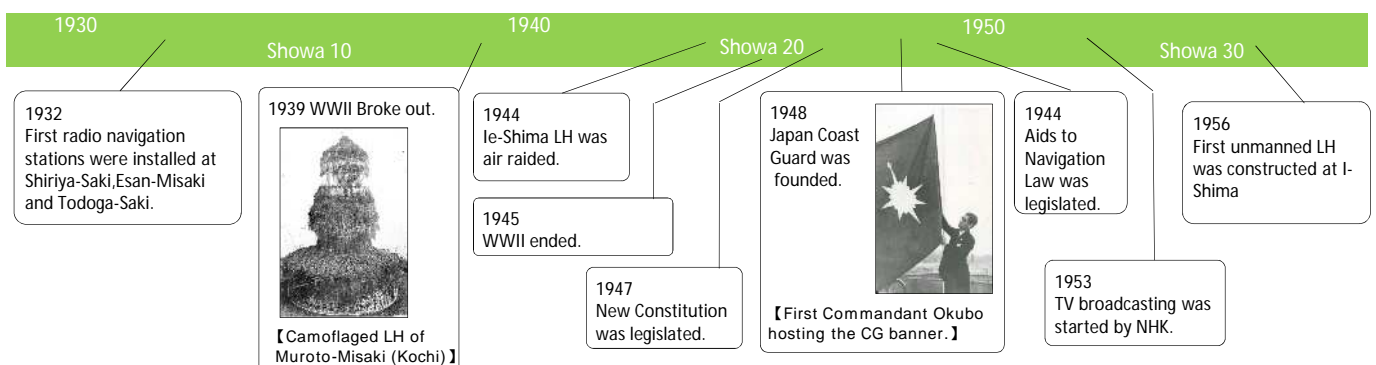 1930
1940
1950
Showa 10
Showa 20
Showa 30
1932
First radio navigation
stations were installed at
Shiriya-Saki,Esan-Misaki
and Todoga-Saki.
1939 WWII Broke out.
【Camoflaged LH of
Muroto-Misaki (Kochi)】
1944
Ie-Shima LH was
air raided.
1945
WWII ended.
1947
New Constitution
was legislated.
1948
Japan Coast
Guard was
founded.
【First Commandant Okubo
hosting the CG banner.】
1944
Aids to
Navigation
Law was
legislated.
1953
TV broadcasting was
started by NHK.
1956
First unmanned LH
was constructed at I-
Shima